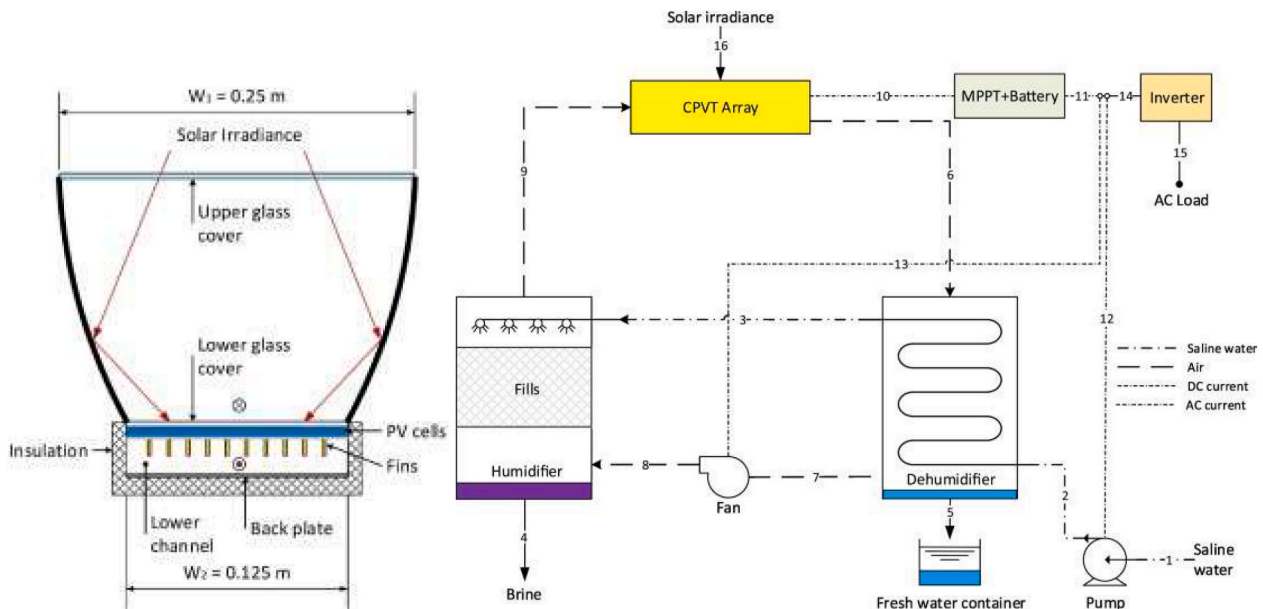 W₁ = 0.25 m
Solar Irradiance
Upper glass
cover
Lower glass
cover
PV cells
Insulation
Fins
Lower
channel
Back plate
W₂ = 0.125 m
Solar irradiance
16
CPVT Array
10
MPPT+Battery
11
14
Inverter
15
AC Load
9
6
13
12
3
Fills
Humidifier
8
Fan
7
Dehumidifier
2
4
Brine
5
Fresh water container
1
Saline
water
Pump
Saline water
Air
DC current
AC current